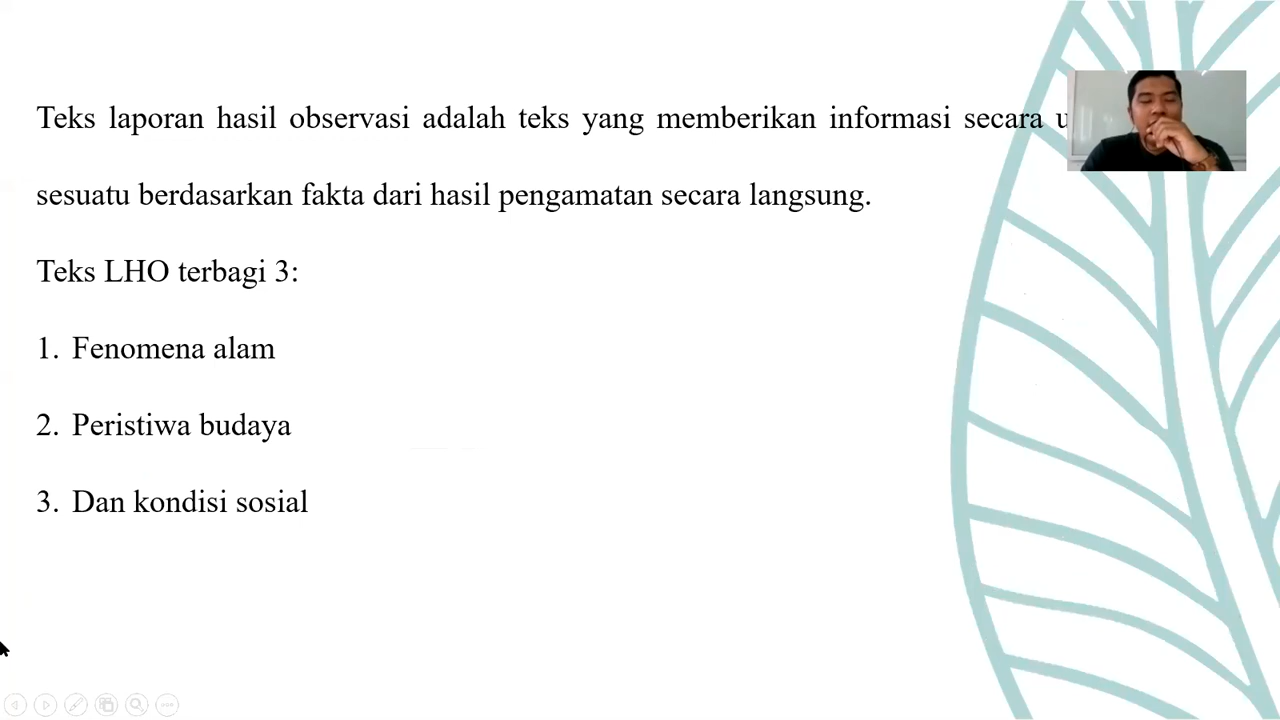 Teks laporan hasil observasi adalah teks yang memberikan informasi secara
sesuatu berdasarkan fakta dari hasil pengamatan secara langsung.
Teks LHO terbagi 3:
1. Fenomena alam
2. Peristiwa budaya
3. Dan kondisi sosial